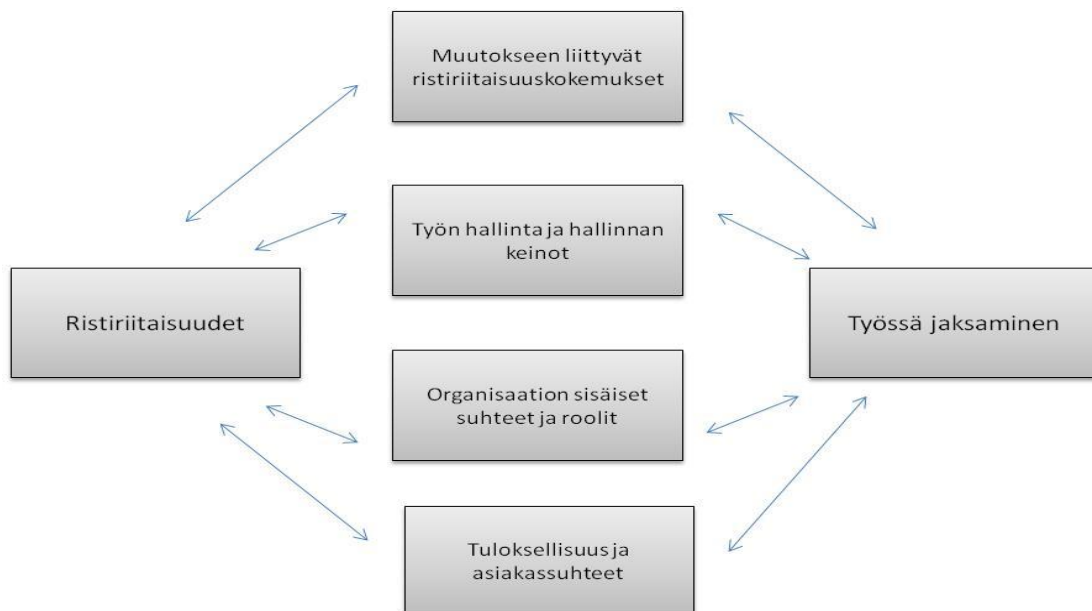 Muutokseen liittyvät
ristiriitaisuuskokemukset
Työn hallinta ja hallinnan
keinot
Ristiriitaisuudet
Työssä jaksaminen
Organisaation sisäiset
suhteet ja roolit
Tuloksellisuus ja
asiakassuhteet